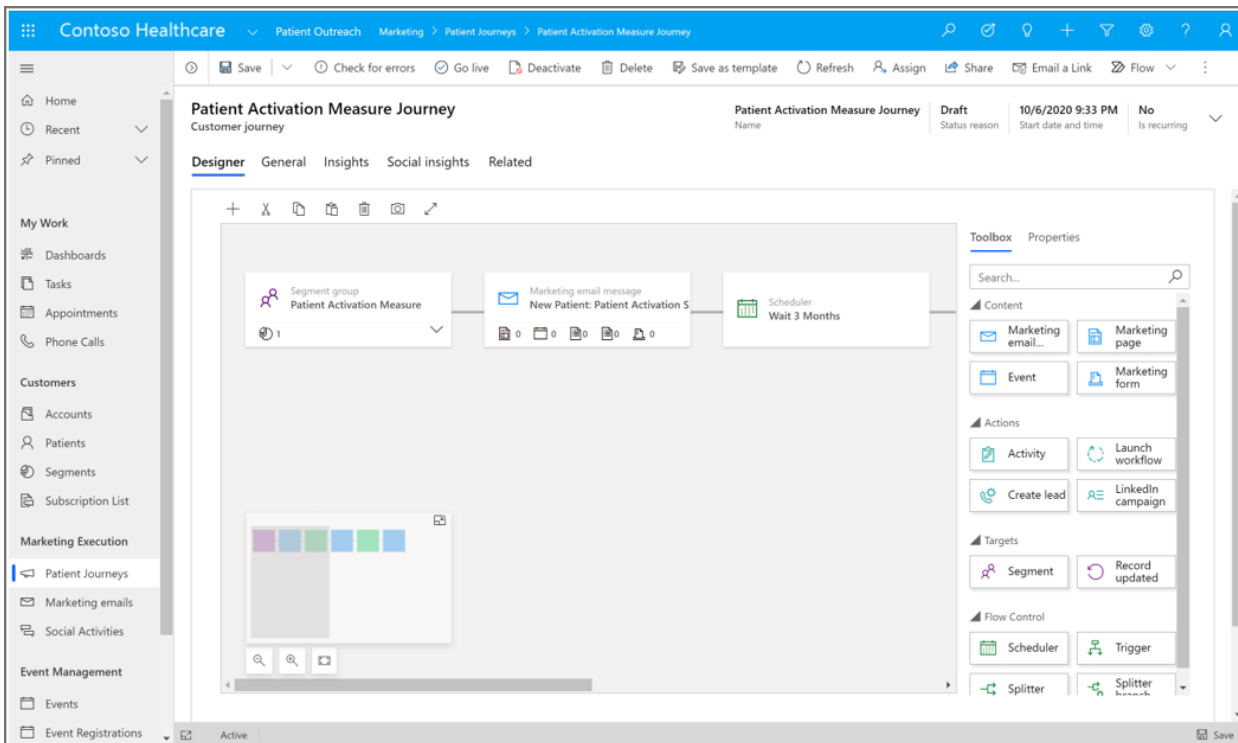 Contoso Healthcare
Patient Outreach Marketing > Patient Journeys > Patient Activation Measure Journey
Save
Check for errors
Go live
Deactivate
Delete
Save as template
Refresh
Assign
Share
Email a Link
Flow
Home
Recent
Pinned
My Work
Dashboards
Tasks
Appointments
Phone Calls
Customers
Accounts
Patients
Segments
Subscription List
Marketing Execution
Patient Journeys
Marketing emails
Social Activities
Event Management
Events
Event Registrations
Patient Activation Measure Journey
Customer journey
Patient Activation Measure Journey
Name
Draft
Status reason
10/6/2020 9:33 PM
Start date and time
No
Is recurring
Designer General Insights Social insights Related
Segment group
Patient Activation Measure
1
Marketing email message
New Patient: Patient Activation S
0 0 0 0 0
Scheduler
Wait 3 Months
Toolbox Properties
Search...
Content
Marketing
email...
Marketing
page
Event
Marketing
form
Actions
Activity
Launch
workflow
Create lead
LinkedIn
campaign
Targets
Segment
Record
updated
Flow Control
Scheduler
Trigger
Splitter
Splitter
branch
Active
Save